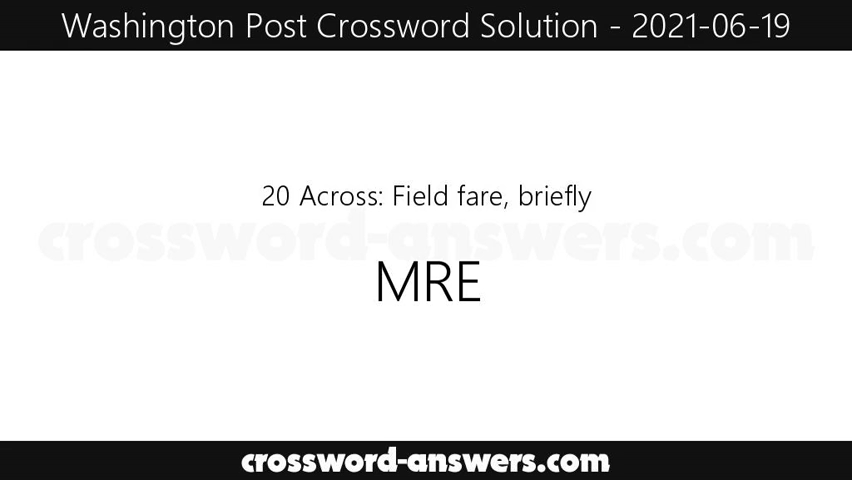 Washington Post Crossword Solution - 2021-06-19
20 Across: Field fare, briefly
crossword-answers.com
MRE
crossword-answers.com